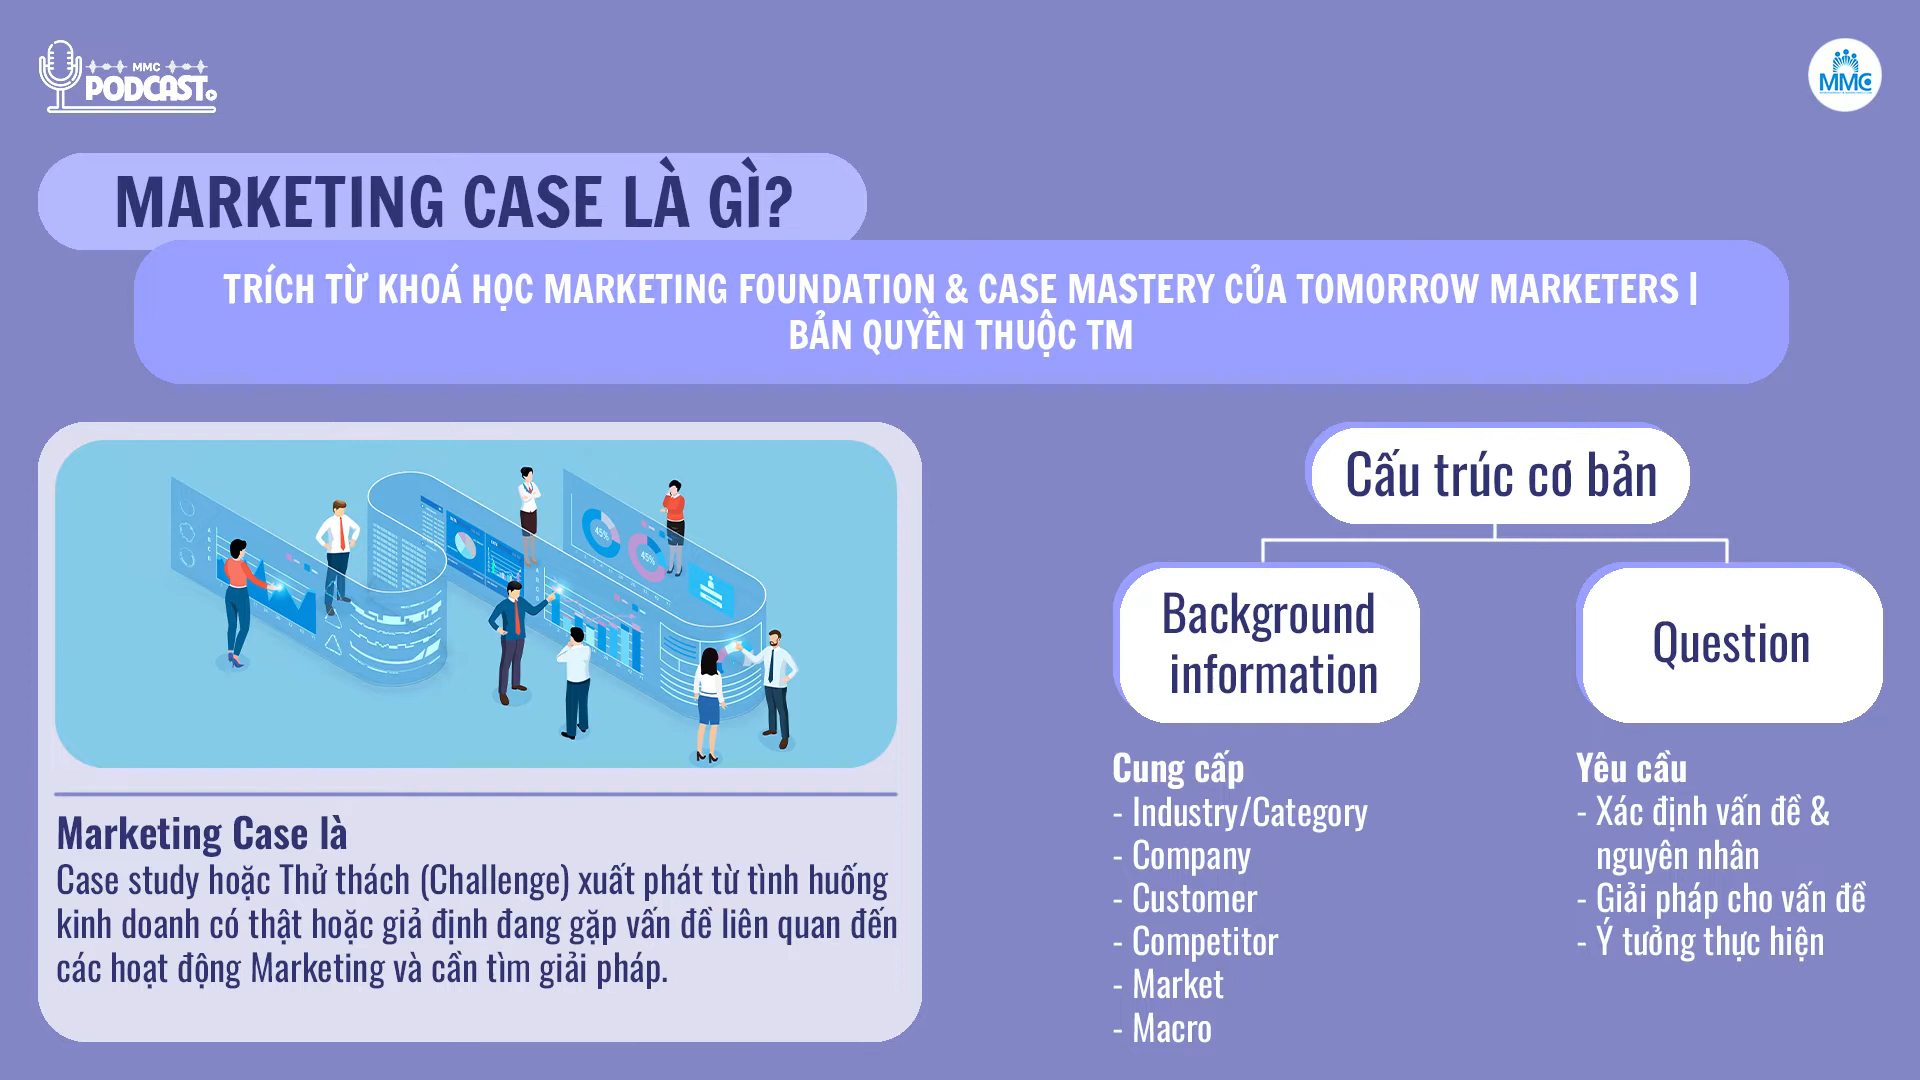 MMC
PODCAST
MMC
MARKETING CASE LÀ GÌ?
TRÍCH TỪ KHOÁ HỌC MARKETING FOUNDATION & CASE MASTERY CỦA TOMORROW MARKETERS |
BẢN QUYỀN THUỘC TM
45%
45%
Marketing Case là
Case study hoặc Thử thách (Challenge) xuất phát từ tình huống
kinh doanh có thật hoặc giả định đang gặp vấn đề liên quan đến
các hoạt động Marketing và cần tìm giải pháp.
Cấu trúc cơ bản
Background
information
Cung cấp
- Industry/Category
- Company
- Customer
- Competitor
- Market
- Macro
Question
Yêu cầu
- Xác định vấn đề &
nguyên nhân
- Giải pháp cho vấn đề
- Ý tưởng thực hiện